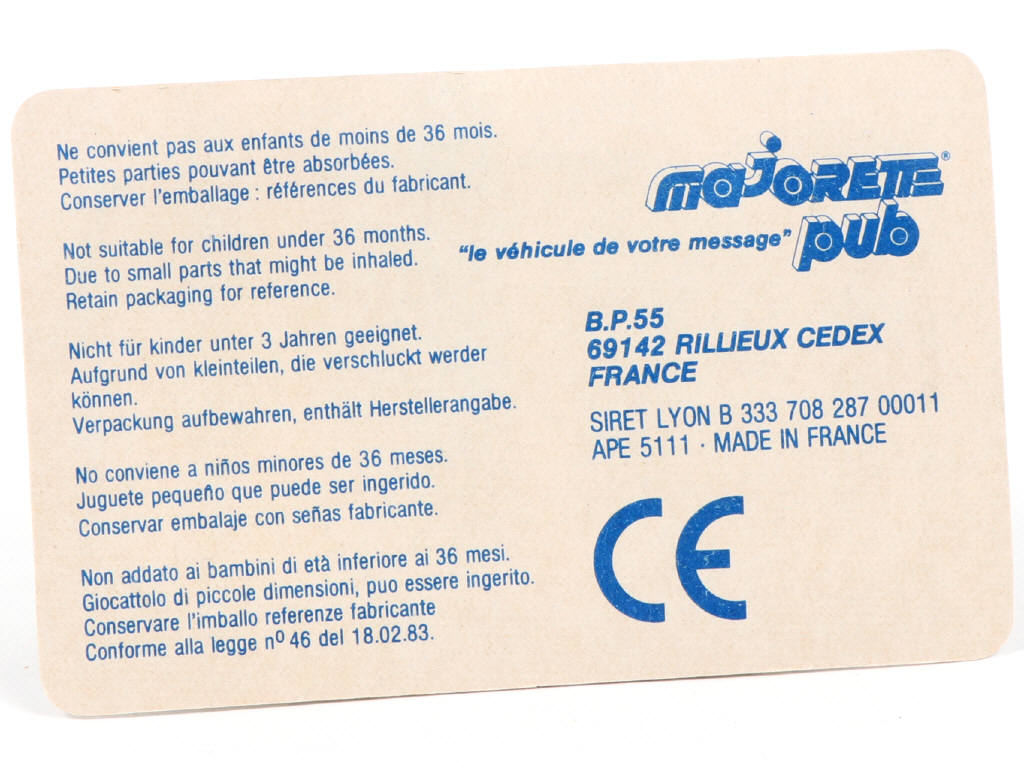 Ne convient pas aux enfants de moins de 36 mois.
Petites parties pouvant être absorbées.
Conserver l'emballage : références du fabricant.
Not suitable for children under 36 months.
Due to small parts that might be inhaled.
Retain packaging for reference.
Nicht für kinder unter 3 Jahren geeignet.
Aufgrund von kleinteilen, die verschluckt werder
können.
Verpackung aufbewahren, enthält Herstellerangabe.
No conviene a niños minores de 36 meses.
Juguete pequeño que puede ser ingerido.
Conservar embalaje con señas fabricante.
Non addato ai bambini di età inferiore ai 36 mesi.
Giocattolo di piccole dimensioni, puo essere ingerito.
Conservare l'imballo referenze fabricante
Conforme alla legge nº 46 del 18.02.83.
majorette®
pub
"le véhicule de votre message"
B.P.55
69142 RILLIEUX CEDEX
FRANCE
SIRET LYON B 333 708 287 00011
APE 5111 · MADE IN FRANCE
CE